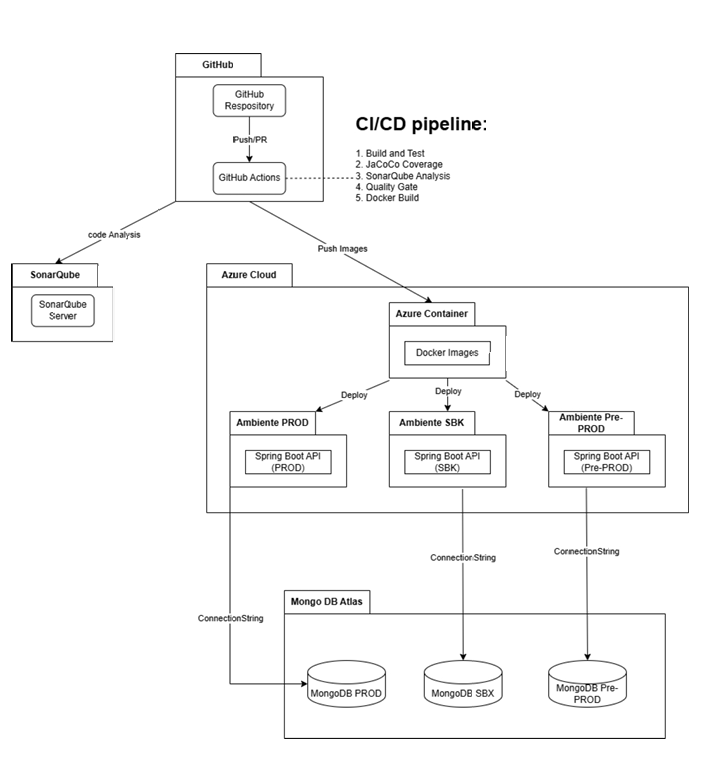 GitHub
GitHub
Respository
Push/PR
GitHub Actions
CI/CD pipeline:
1. Build and Test
2. JaCoCo Coverage
3. SonarQube Analysis
4. Quality Gate
5. Docker Build
code Analysis
Push Images
SonarQube
SonarQube
Server
Azure Cloud
Azure Container
Docker Images
Deploy
Deploy
Deploy
Ambiente PROD
Spring Boot API
(PROD)
Ambiente SBK
Spring Boot API
(SBK)
Ambiente Pre-
PROD
Spring Boot API
(Pre-PROD)
ConnectionString
ConnectionString
ConnectionString
Mongo DB Atlas
MongoDB PROD
MongoDB SBX
MongoDB Pre-
PROD